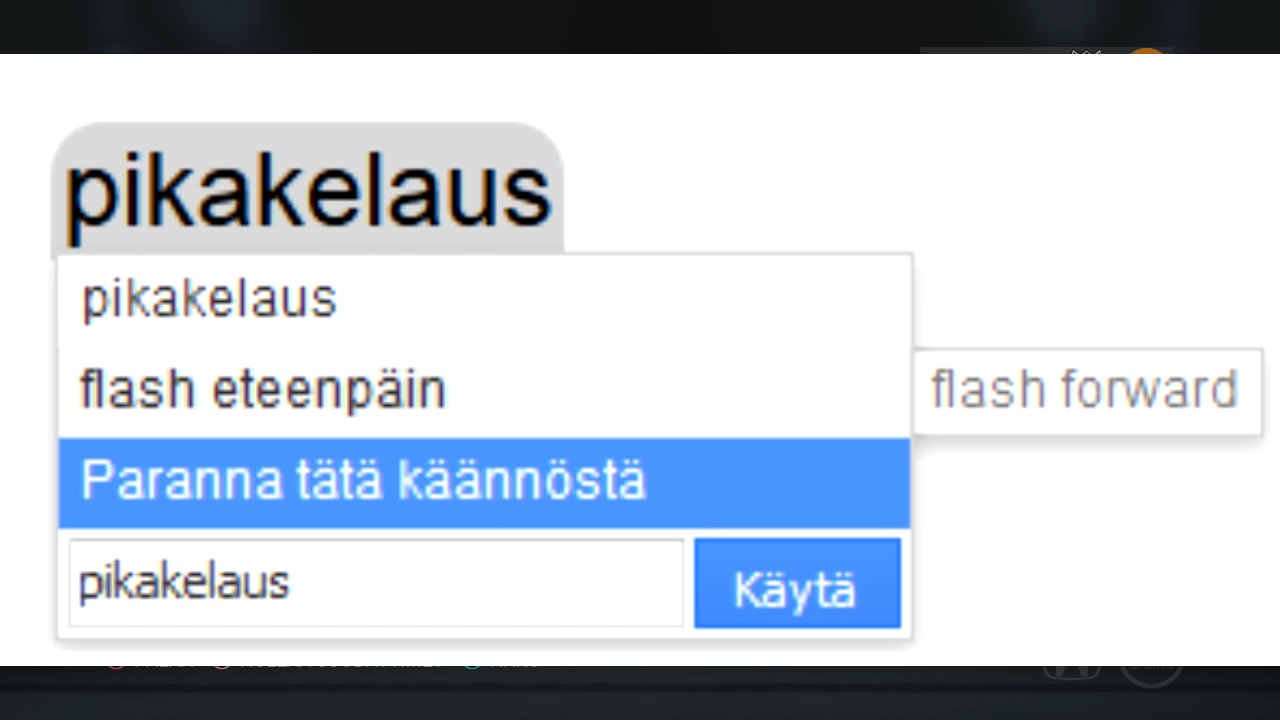 pikakelaus
pikakelaus
flash eteenpäin
flash forward
Paranna tätä käännöstä
pikakelaus
Käytä